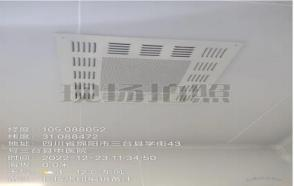 现场拍照
经度: 105.088052
纬度: 31.088472
地址: 四川省绵阳市三台县学街43
号三台县中医院
时间: 2022-12-23 11:34:50
海拔: 0.0米